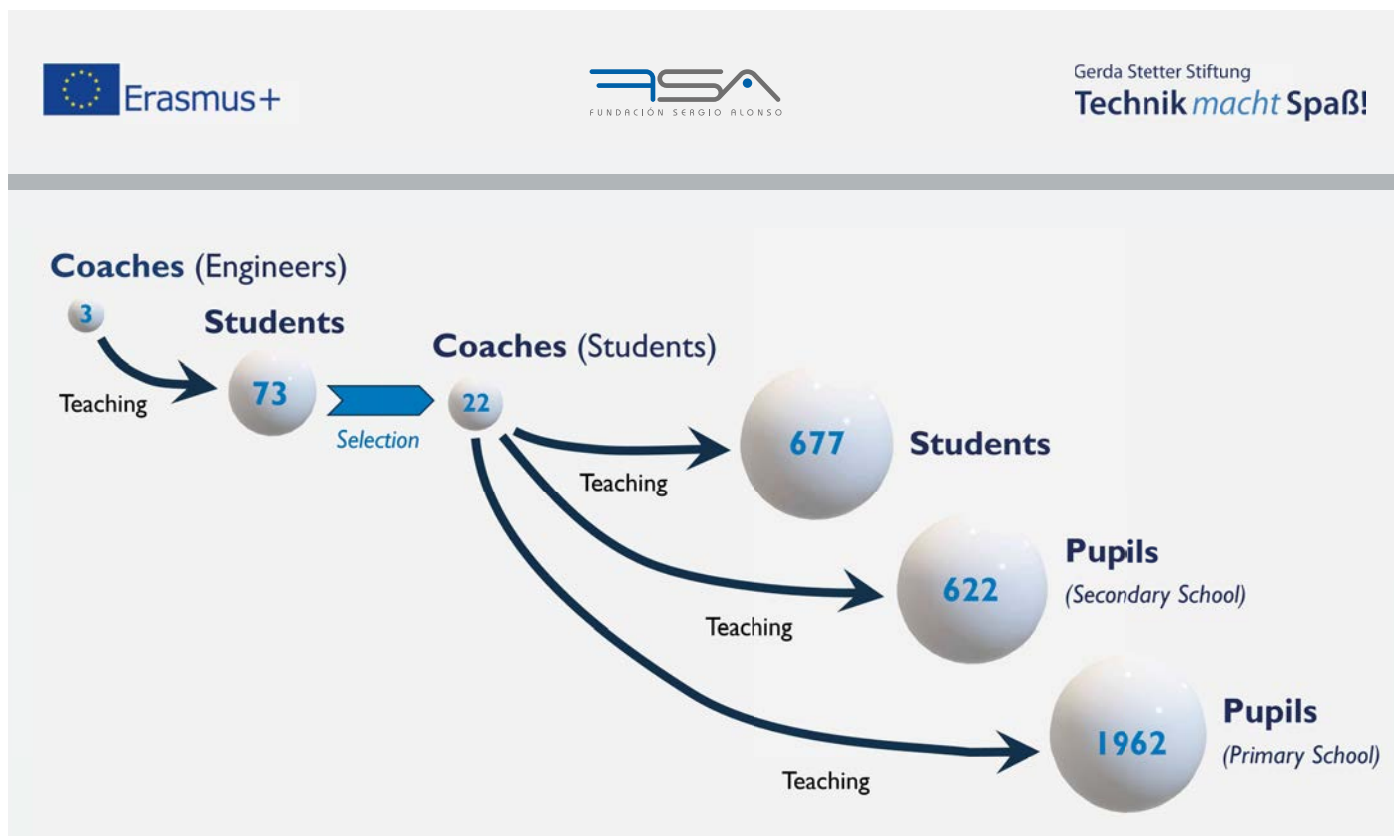 Erasmus+
FSA
FUNDACIÓN SERGIO ALONSO
Gerda Stetter Stiftung
Technik macht Spaß!
Coaches (Engineers)
3
Teaching
Students
73
Selection
Coaches (Students)
22
Teaching
677
Students
Teaching
622
Pupils
(Secondary School)
Teaching
1962
Pupils
(Primary School)